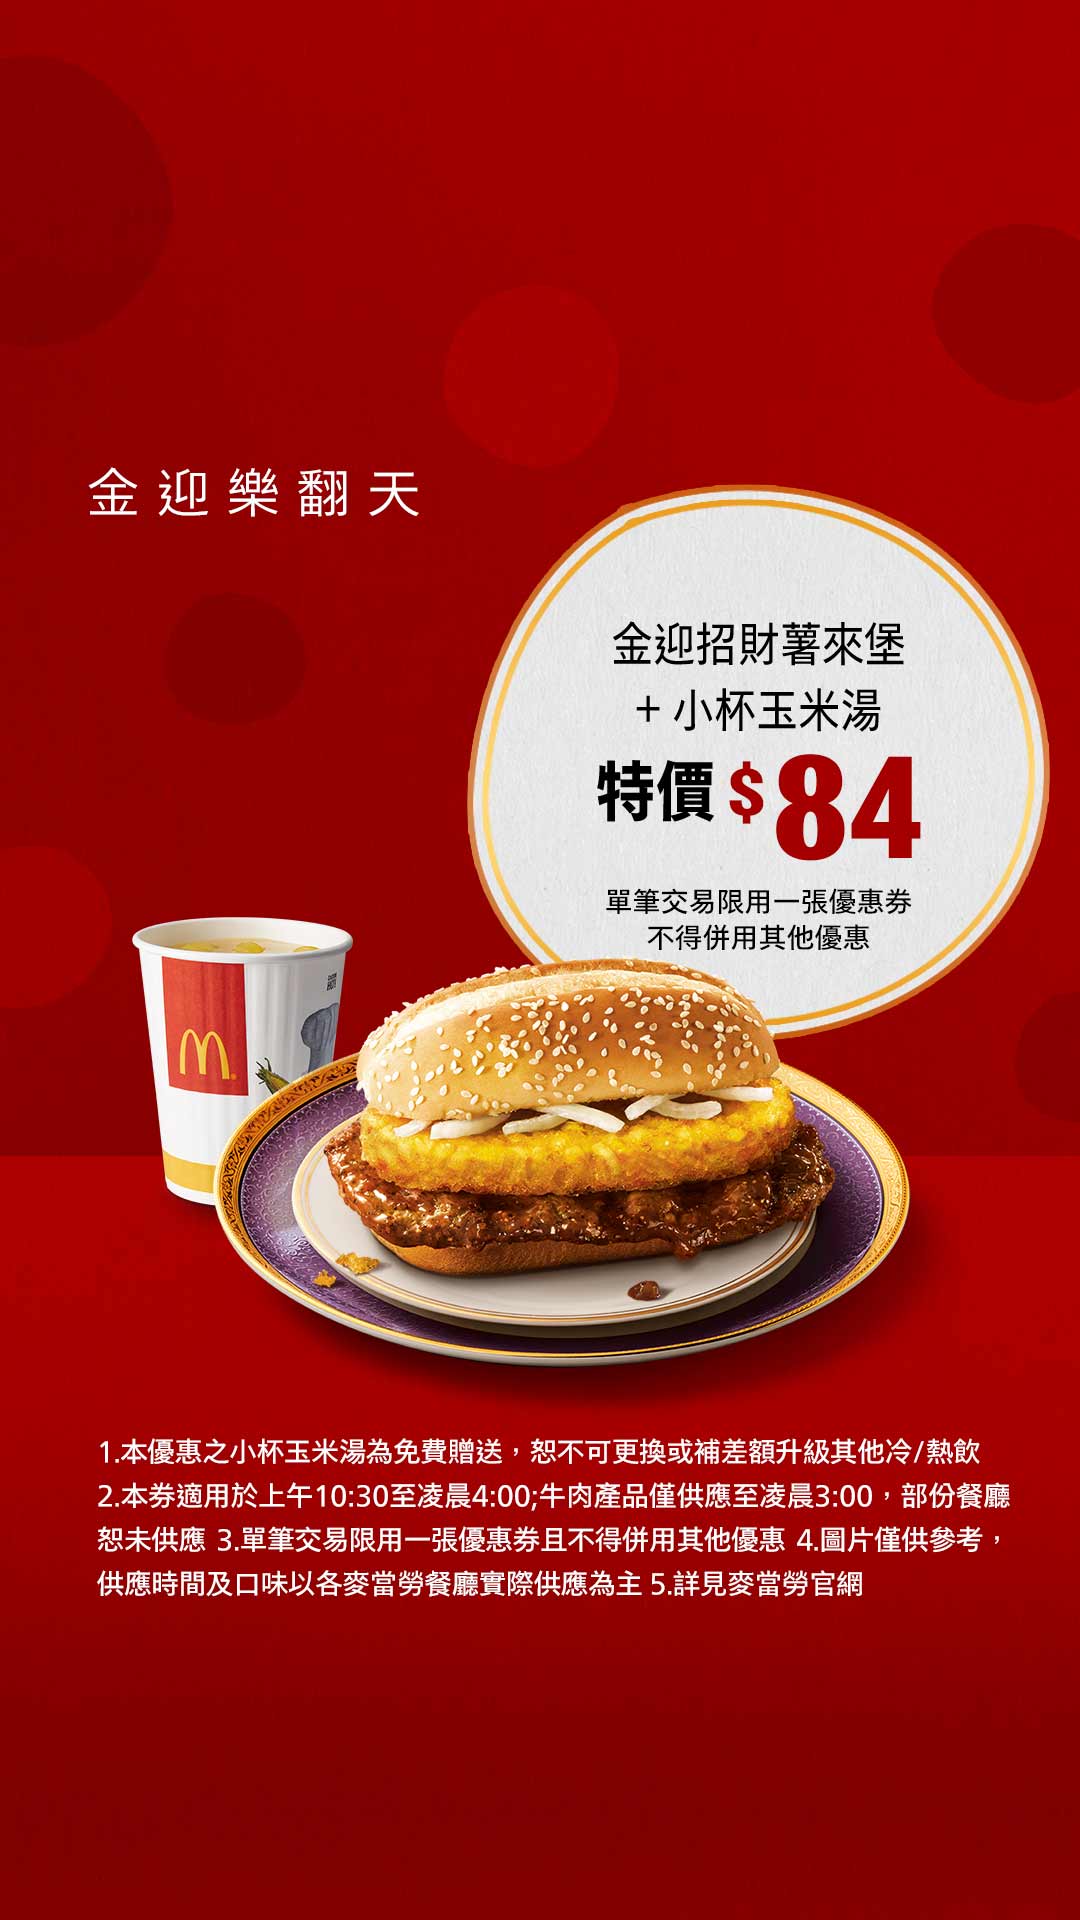 金迎樂翻天
金迎招財薯來堡
+ 小杯玉米湯
特價 $84
單筆交易限用一張優惠券
不得併用其他優惠
1.本優惠之小杯玉米湯為免費贈送，恕不可更換或補差額升級其他冷/熱飲
2.本券適用於上午10:30至凌晨4:00;牛肉產品僅供應至凌晨3:00，部份餐廳
恕未供應 3.單筆交易限用一張優惠券且不得併用其他優惠 4.圖片僅供參考，
供應時間及口味以各麥當勞餐廳實際供應為主 5.詳見麥當勞官網